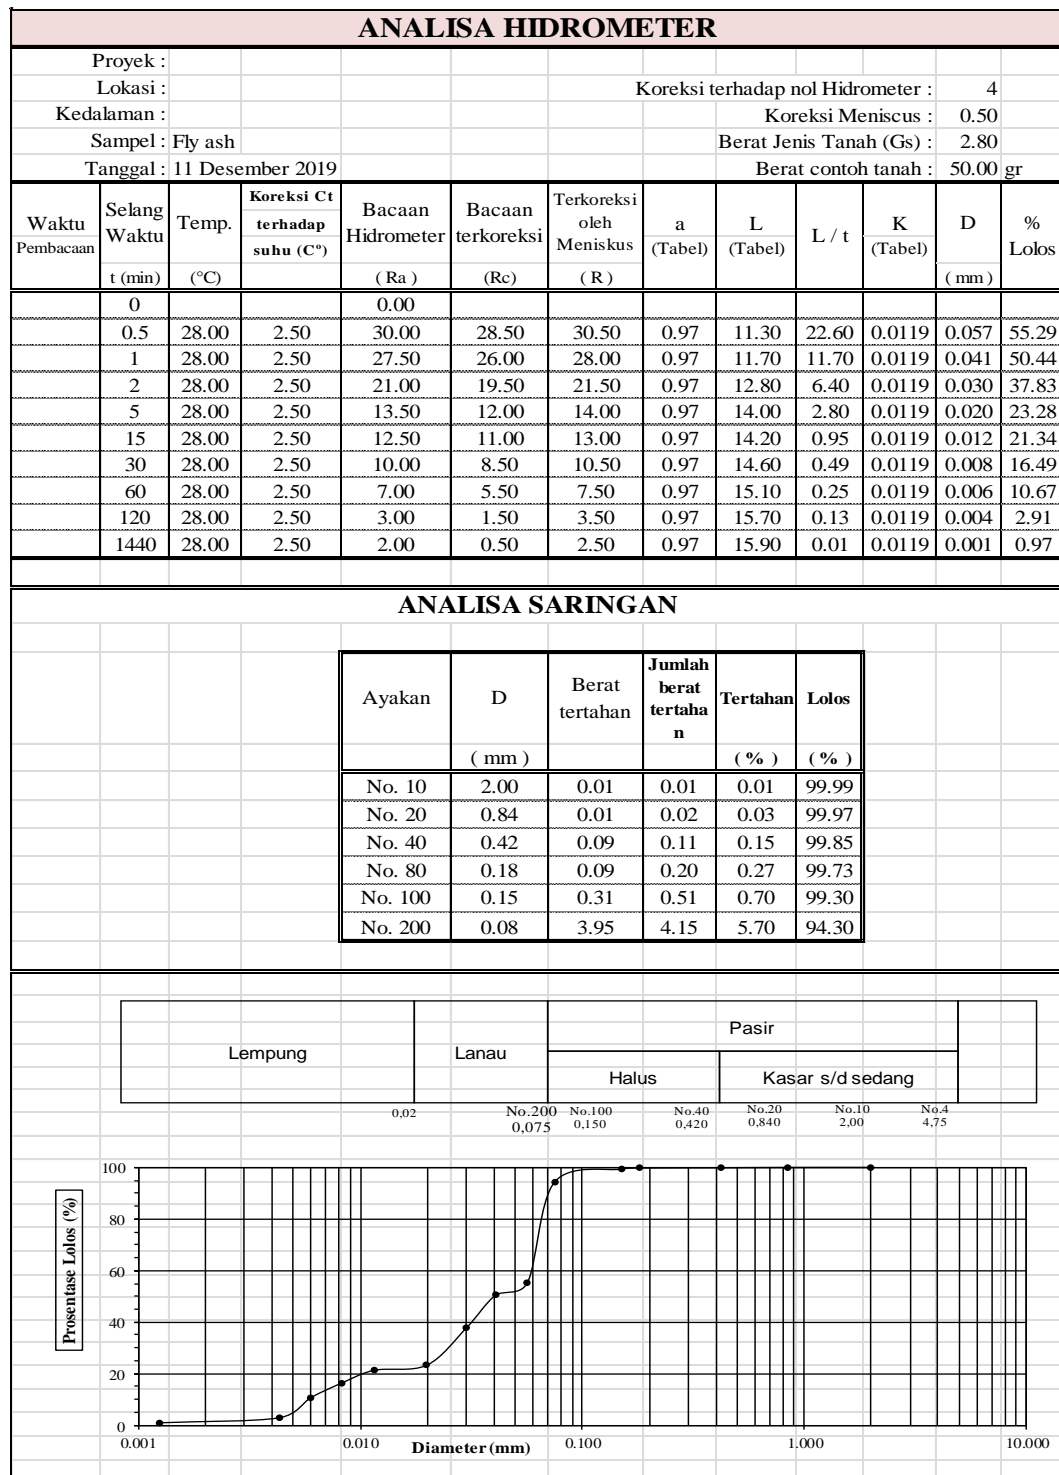 ANALISA HIDROMETER
Proyek :
Lokasi : Koreksi terhadap nol Hidrometer : 4
Kedalaman : Koreksi Meniscus : 0.50
Sampel : Fly ash Berat Jenis Tanah (Gs) : 2.80
Tanggal : 11 Desember 2019 Berat contoh tanah : 50.00 gr
Waktu Pembacaan Selang Waktu t (min) Temp. (°C) Koreksi Ct terhadap suhu (C°) Bacaan Hidrometer ( Ra ) Bacaan terkoreksi (Rc) Terkoreksi oleh Meniskus ( R ) a (Tabel) L (Tabel) L / t K (Tabel) D ( mm ) % Lolos
0 0.00
0.5 28.00 2.50 30.00 28.50 30.50 0.97 11.30 22.60 0.0119 0.057 55.29
1 28.00 2.50 27.50 26.00 28.00 0.97 11.70 11.70 0.0119 0.041 50.44
2 28.00 2.50 21.00 19.50 21.50 0.97 12.80 6.40 0.0119 0.030 37.83
5 28.00 2.50 13.50 12.00 14.00 0.97 14.00 2.80 0.0119 0.020 23.28
15 28.00 2.50 12.50 11.00 13.00 0.97 14.20 0.95 0.0119 0.012 21.34
30 28.00 2.50 10.00 8.50 10.50 0.97 14.60 0.49 0.0119 0.008 16.49
60 28.00 2.50 7.00 5.50 7.50 0.97 15.10 0.25 0.0119 0.006 10.67
120 28.00 2.50 3.00 1.50 3.50 0.97 15.70 0.13 0.0119 0.004 2.91
1440 28.00 2.50 2.00 0.50 2.50 0.97 15.90 0.01 0.0119 0.001 0.97
ANALISA SARINGAN
Ayakan D ( mm ) Berat tertahan Jumlah berat tertaha n Tertahan ( % ) Lolos ( % )
No. 10 2.00 0.01 0.01 0.01 99.99
No. 20 0.84 0.01 0.02 0.03 99.97
No. 40 0.42 0.09 0.11 0.15 99.85
No. 80 0.18 0.09 0.20 0.27 99.73
No. 100 0.15 0.31 0.51 0.70 99.30
No. 200 0.08 3.95 4.15 5.70 94.30
Pasir
Lempung Lanau
Halus Kasar s/d sedang
0,02 No.200 No.100 No.40 No.20 No.10 No.4
0,075 0,150 0,420 0,840 2,00 4,75
Prosentase Lolos (%)
100
80
60
40
20
0
0.001 0.010 0.100 1.000 10.000
Diameter (mm)